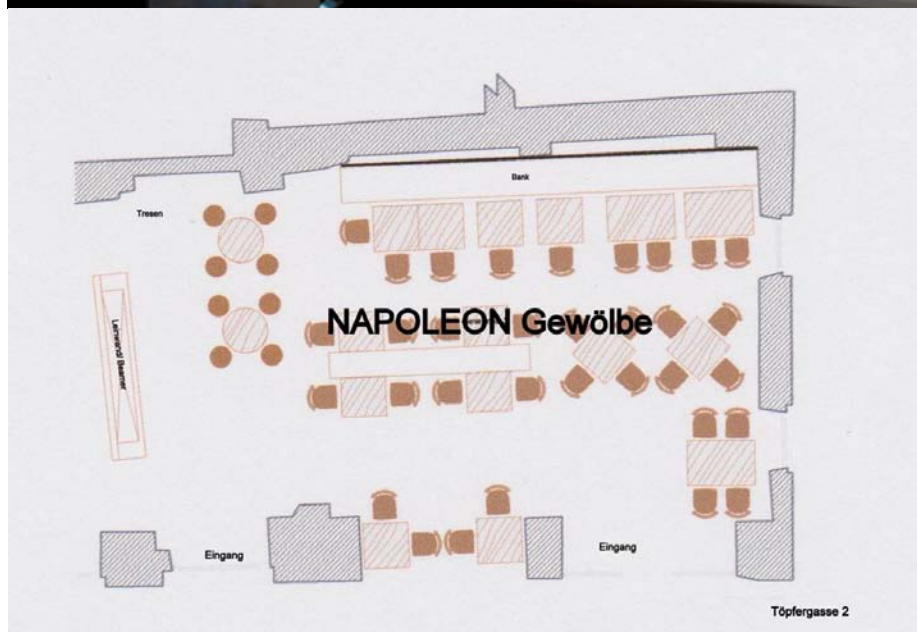 Bank
Tresen
NAPOLEON Gewölbe
Leinwand/ Beamer
Eingang
Eingang
Töpfergasse 2